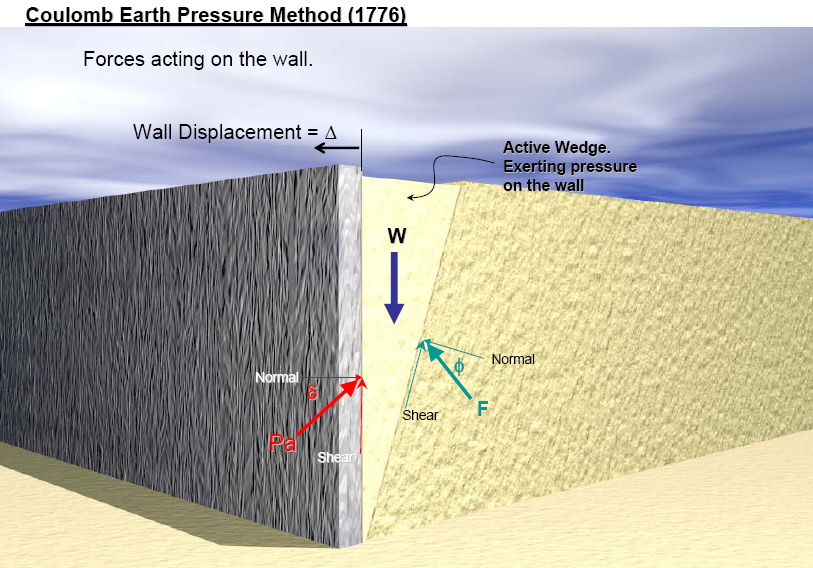 Coulomb Earth Pressure Method (1776)
Forces acting on the wall.
Wall Displacement = Δ
Active Wedge.
Exerting pressure
on the wall
W
Normal
ϕ
Normal
δ
F
Shear
Pa
Shear